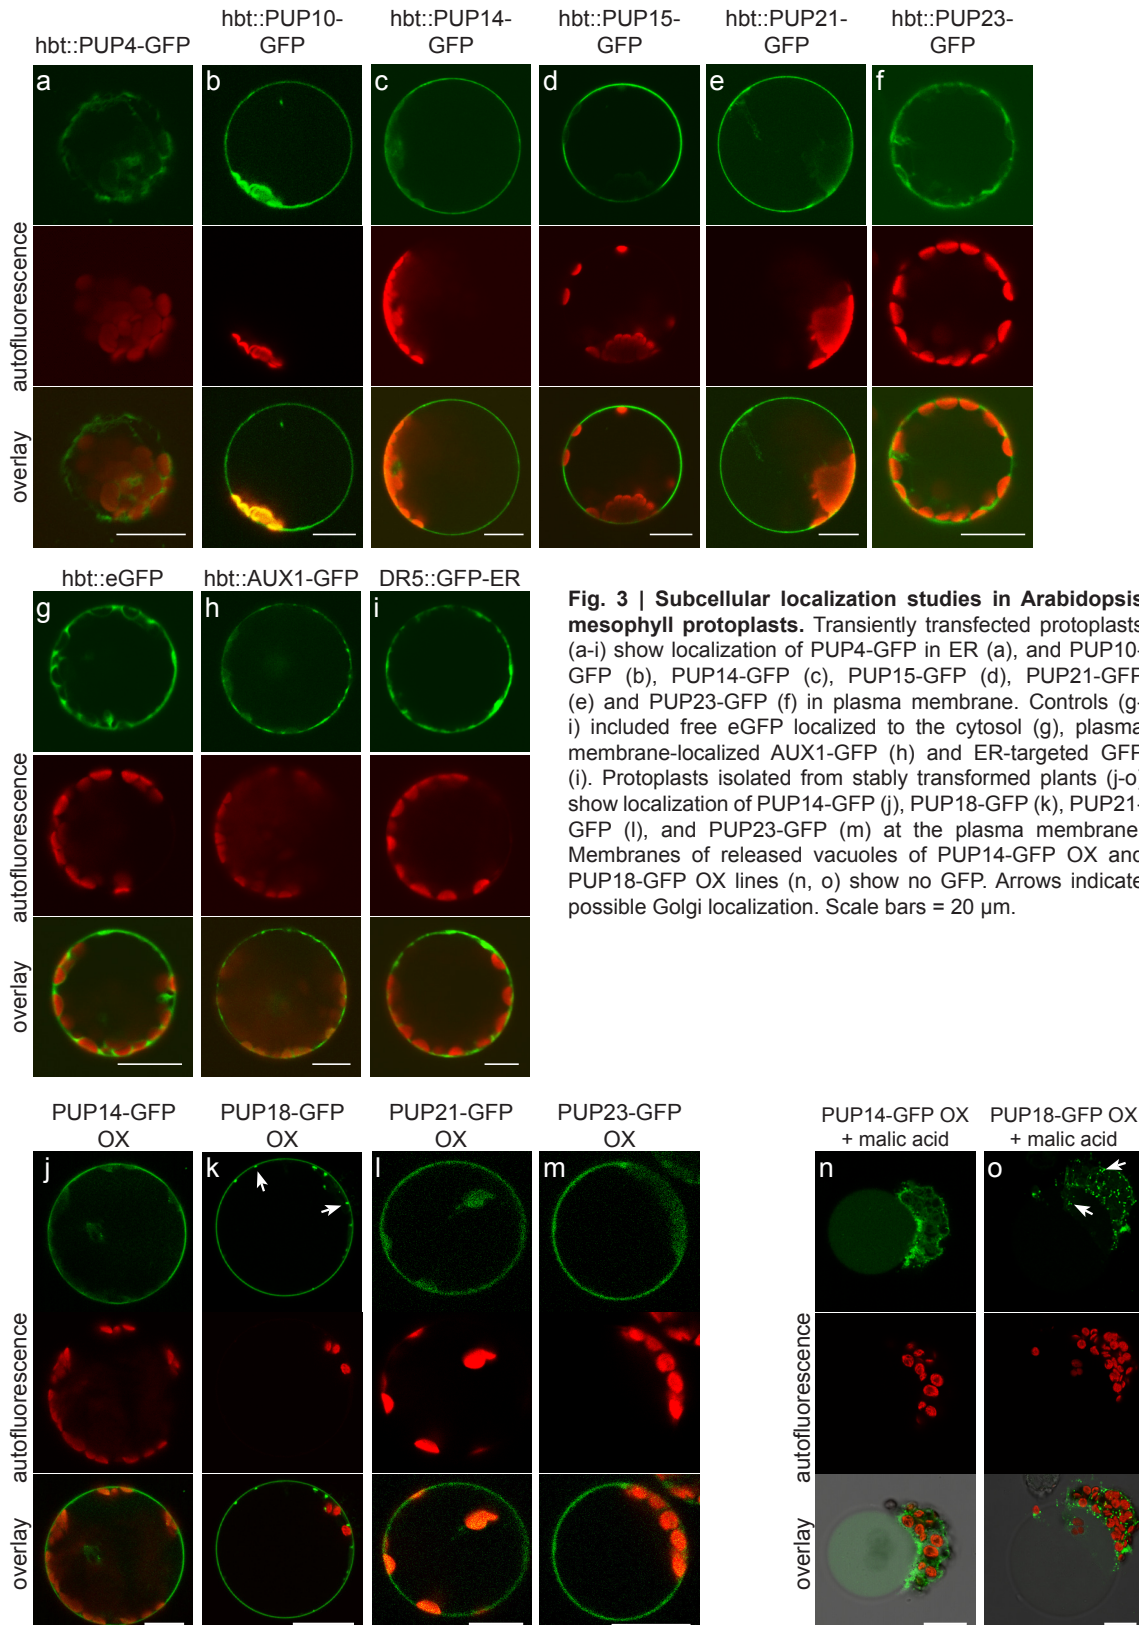 hbt::PUP4-GFP
hbt::PUP10-
GFP
hbt::PUP14-
GFP
hbt::PUP15-
GFP
hbt::PUP21-
GFP
hbt::PUP23-
GFP
a
b
c
d
e
f
autofluorescence
overlay
hbt::eGFP
hbt::AUX1-GFP
DR5::GFP-ER
g
h
i
autofluorescence
overlay
Fig. 3 | Subcellular localization studies in Arabidopsis
mesophyll protoplasts. Transiently transfected protoplasts
(a-i) show localization of PUP4-GFP in ER (a), and PUP10-
GFP (b), PUP14-GFP (c), PUP15-GFP (d), PUP21-GFP
(e) and PUP23-GFP (f) in plasma membrane. Controls (g-
i) included free eGFP localized to the cytosol (g), plasma
membrane-localized AUX1-GFP (h) and ER-targeted GFP
(i). Protoplasts isolated from stably transformed plants (j-o)
show localization of PUP14-GFP (j), PUP18-GFP (k), PUP21-
GFP (l), and PUP23-GFP (m) at the plasma membrane
Membranes of released vacuoles of PUP14-GFP OX and
PUP18-GFP OX lines (n, o) show no GFP. Arrows indicate
possible Golgi localization. Scale bars = 20 µm.
PUP14-GFP
OX
PUP18-GFP
OX
PUP21-GFP
OX
PUP23-GFP
OX
PUP14-GFP OX
+ malic acid
PUP18-GFP OX
+ malic acid
j
k
l
m
n
o
autofluorescence
overlay
autofluorescence
overlay